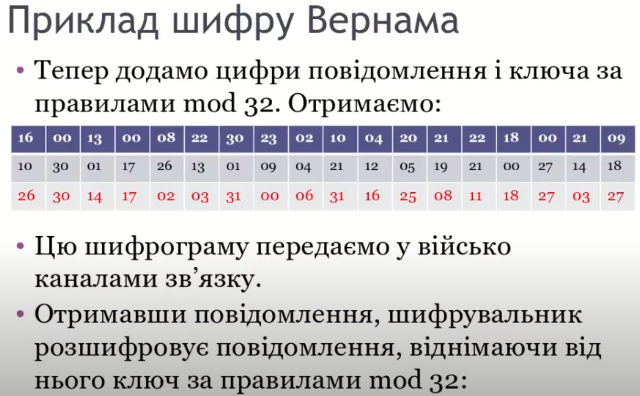 Приклад шифру Вернама
• Тепер додамо цифри повідомлення і ключа за
правилами mod 32. Отримаємо:
16 00 13 00 08 22 30 23 02 10 04 20 21 22 18 00 21 09
10 30 01 17 26 13 01 09 04 21 12 05 19 21 00 27 14 18
26 30 14 17 02 03 31 00 06 31 16 25 08 11 18 27 03 27
• Цю шифрограму передаємо у військо
каналами зв’язку.
• Отримавши повідомлення, шифрувальник
розшифровує повідомлення, віднімаючи від
нього ключ за правилами mod 32: